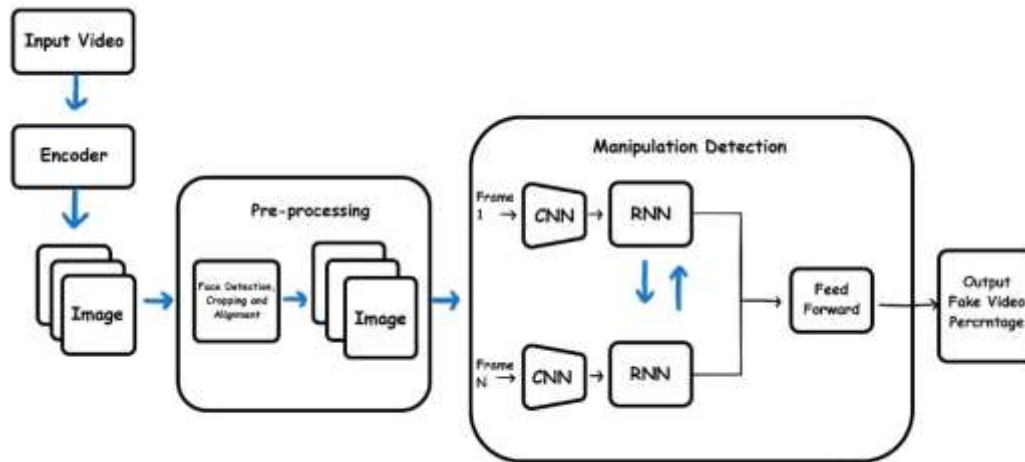 Input Video
Encoder
Image
Pre-processing
Face Detection,
Cropping and
Alignment
Image
Manipulation Detection
Frame
1
CNN
RNN
Frame
N
CNN
RNN
Feed
Forward
Output
Fake Video
Percrntage